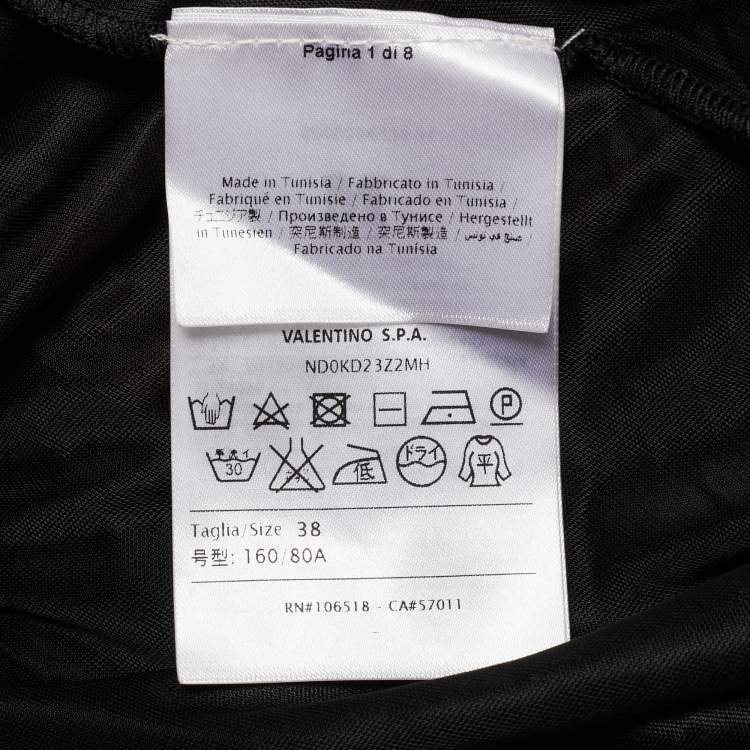 Pagina 1 di 8
Made in Tunisia / Fabbricato in Tunisia /
Fabriqué en Tunisie / Fabricado en Tunisia /
チュニジア製 / Произведено в Тунисе / Hergestellt
in Tunesien / 突尼斯制造 / 突尼斯製造 / صنع في تونس /
Fabricado na Tunísia
VALENTINO S.P.A.
ND0KD23Z2MH
P
手洗イ 30 低 ドライ 平
Taglia/Size 38
号型: 160/80A
RN#106518 - CA#57011